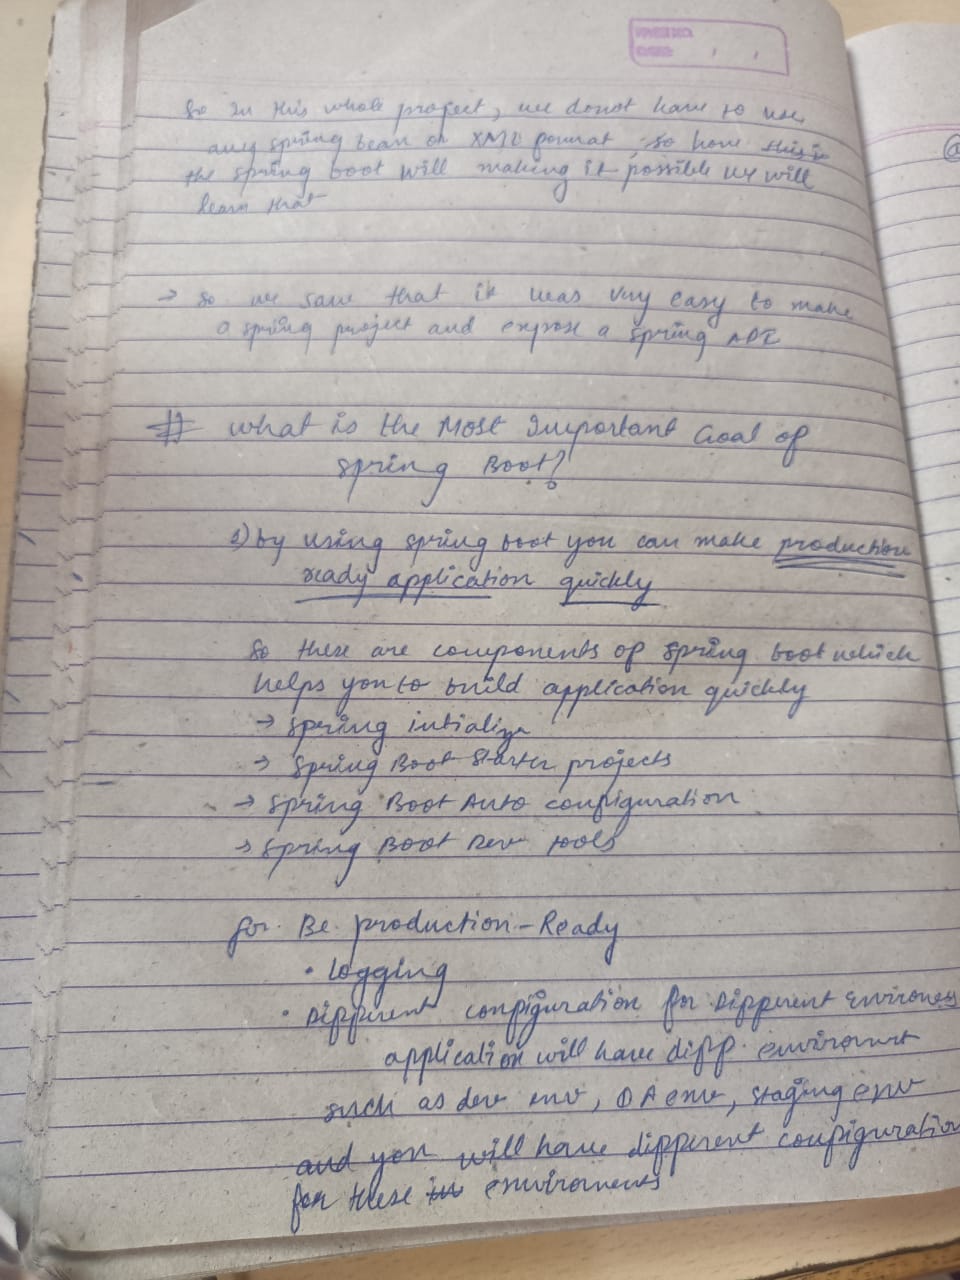 So In this whole project, we donot have to use
any spring bean or XML format, so how this is
the spring boot will making it possible we will
learn that
→ so we saw that it was very easy to make
a spring project and expose a spring API
# What is the Most Important Goal of
Spring Boot?
1) by using spring boot you can make production
ready application quickly
So there are components of spring boot which
helps you to build application quickly
→ Spring intialize
→ Spring Boot Starter projects
→ Spring Boot Auto configuration
→ Spring Boot Dev tools
for Be production-Ready
• Logging
• Different configuration for Different
application will have diff. enviroment
such as dev env, QA env, staging env
and you will have different configuration
for these enviroments